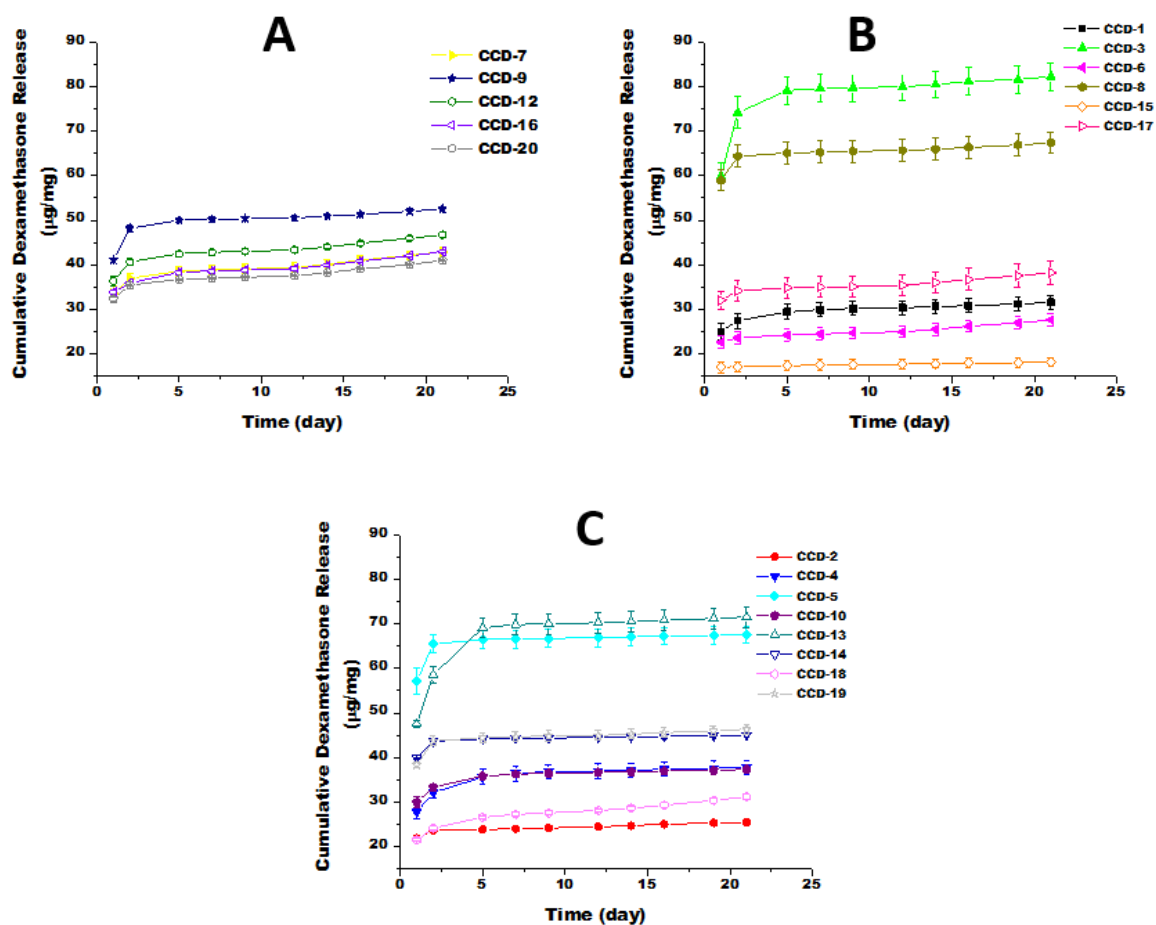 A
CCD-7
CCD-9
CCD-12
CCD-16
CCD-20
Cumulative Dexamethasone Release
(µg/mg)
90
80
70
60
50
40
30
20
0 5 10 15 20 25
Time (day)
B
CCD-1
CCD-3
CCD-6
CCD-8
CCD-15
CCD-17
Cumulative Dexamethasone Release
(µg/mg)
90
80
70
60
50
40
30
20
0 5 10 15 20 25
Time (day)
C
CCD-2
CCD-4
CCD-5
CCD-10
CCD-13
CCD-14
CCD-18
CCD-19
Cumulative Dexamethasone Release
(µg/mg)
90
80
70
60
50
40
30
20
0 5 10 15 20 25
Time (day)